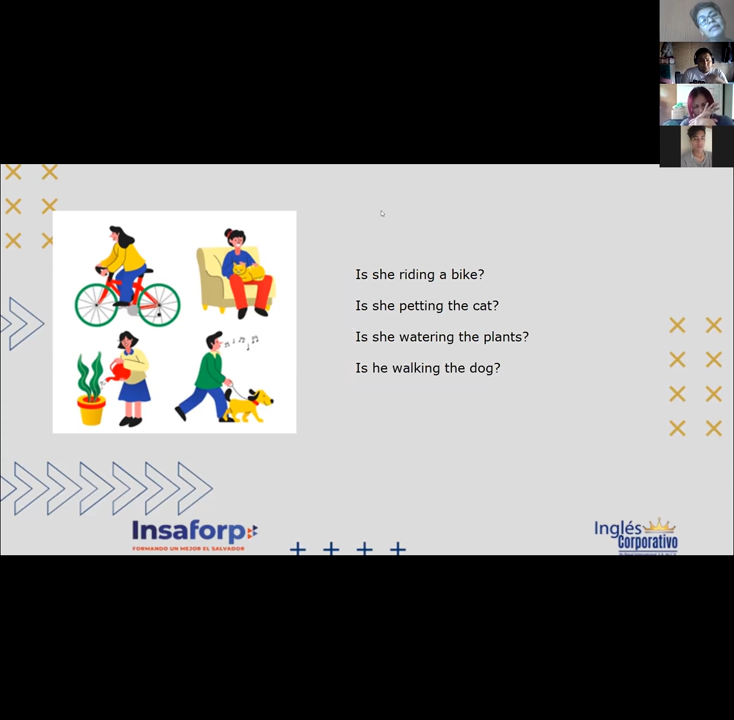 Is she riding a bike?
Is she petting the cat?
Is she watering the plants?
Is he walking the dog?
Insaforp
FORMANDO UN MEJOR EL SALVADOR
Inglés
Corporativo